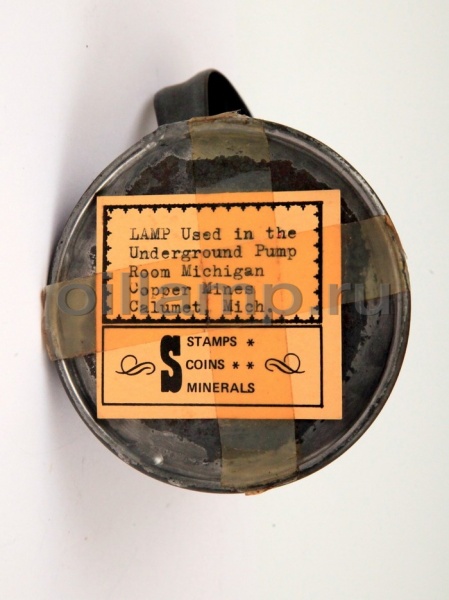 LAMP Used in the
Underground Pump
Room Michigan
Copper Mines
Calumet, Mich.
STAMPS *
S COINS * *
MINERALS
oillamp.ru